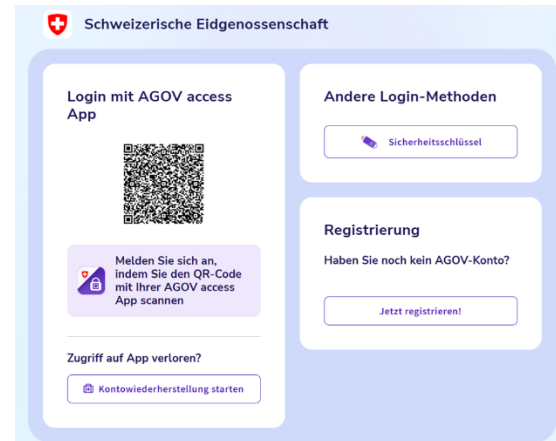 Schweizerische Eidgenossenschaft
Login mit AGOV access
App
Melden Sie sich an,
indem Sie den QR-Code
mit Ihrer AGOV access
App scannen
Zugriff auf App verloren?
Kontowiederherstellung starten
Andere Login-Methoden
Sicherheitsschlüssel
Registrierung
Haben Sie noch kein AGOV-Konto?
Jetzt registrieren!